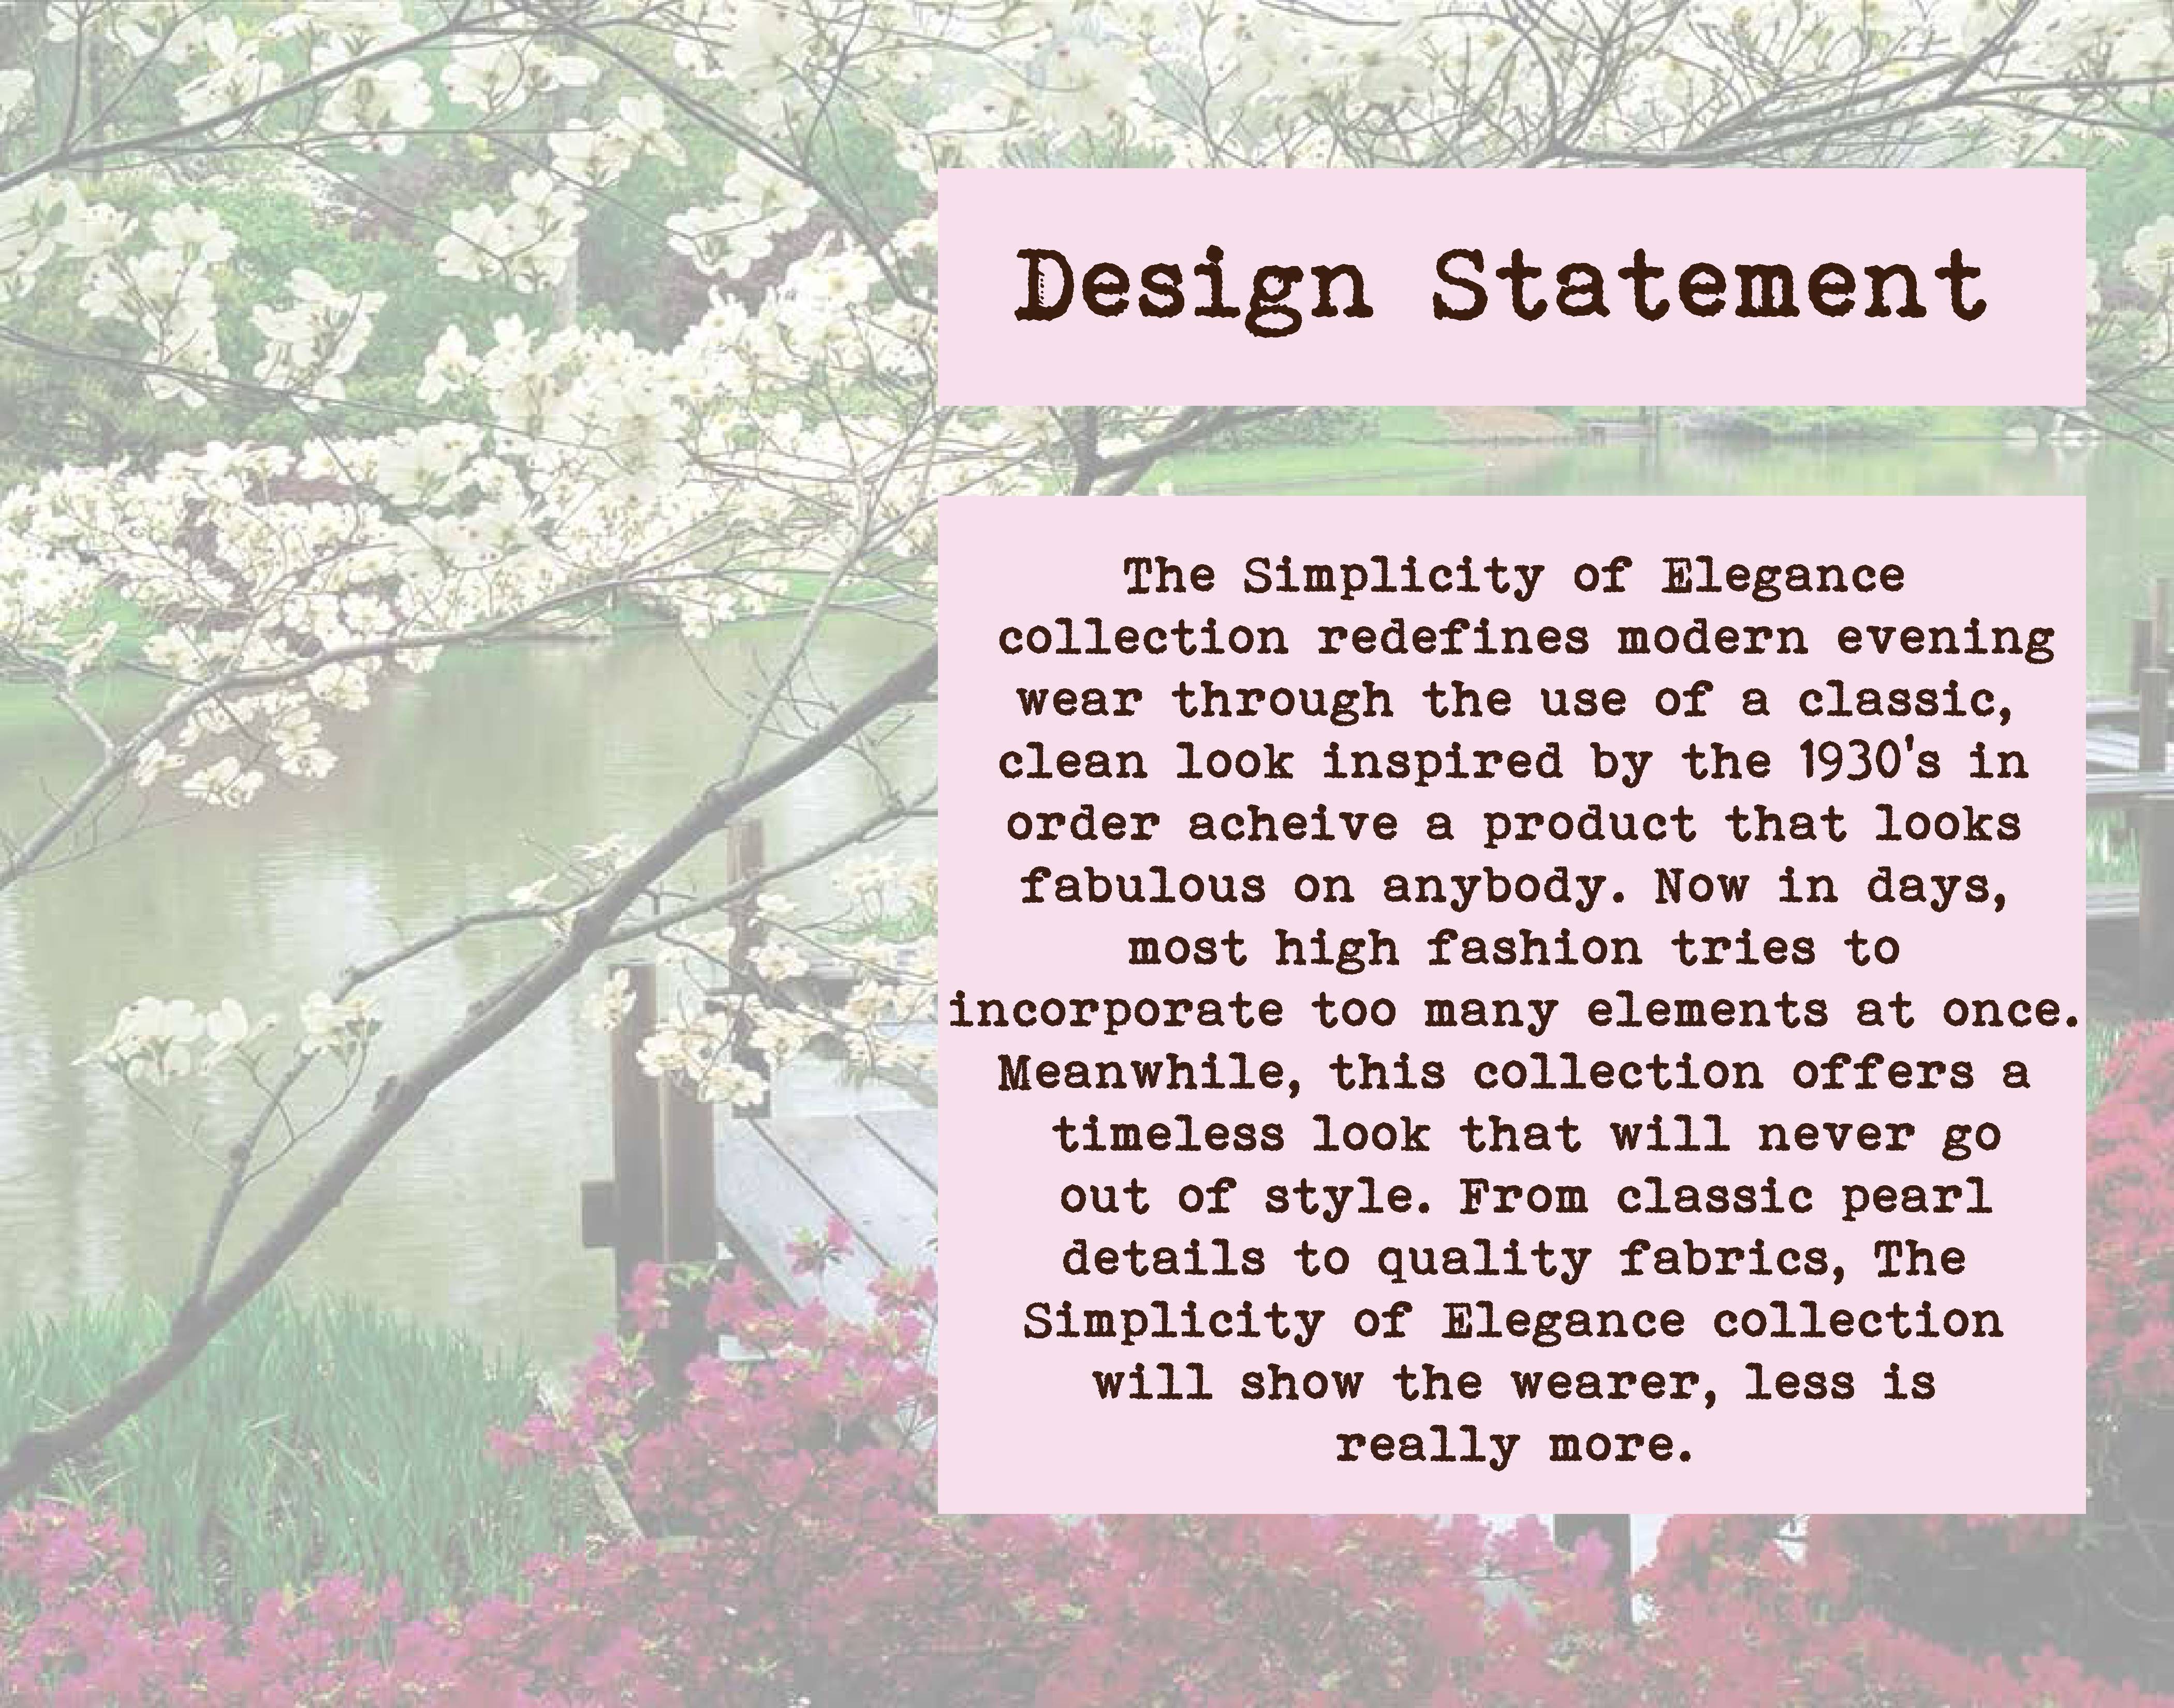 Design Statement
The Simplicity of Elegance
collection redefines modern evening
wear through the use of a classic,
clean look inspired by the 1930's in
order acheive a product that looks
fabulous on anybody. Now in days,
most high fashion tries to
incorporate too many elements at once.
Meanwhile, this collection offers a
timeless look that will never go
out of style. From classic pearl
details to quality fabrics, The
Simplicity of Elegance collection
will show the wearer, less is
really more.